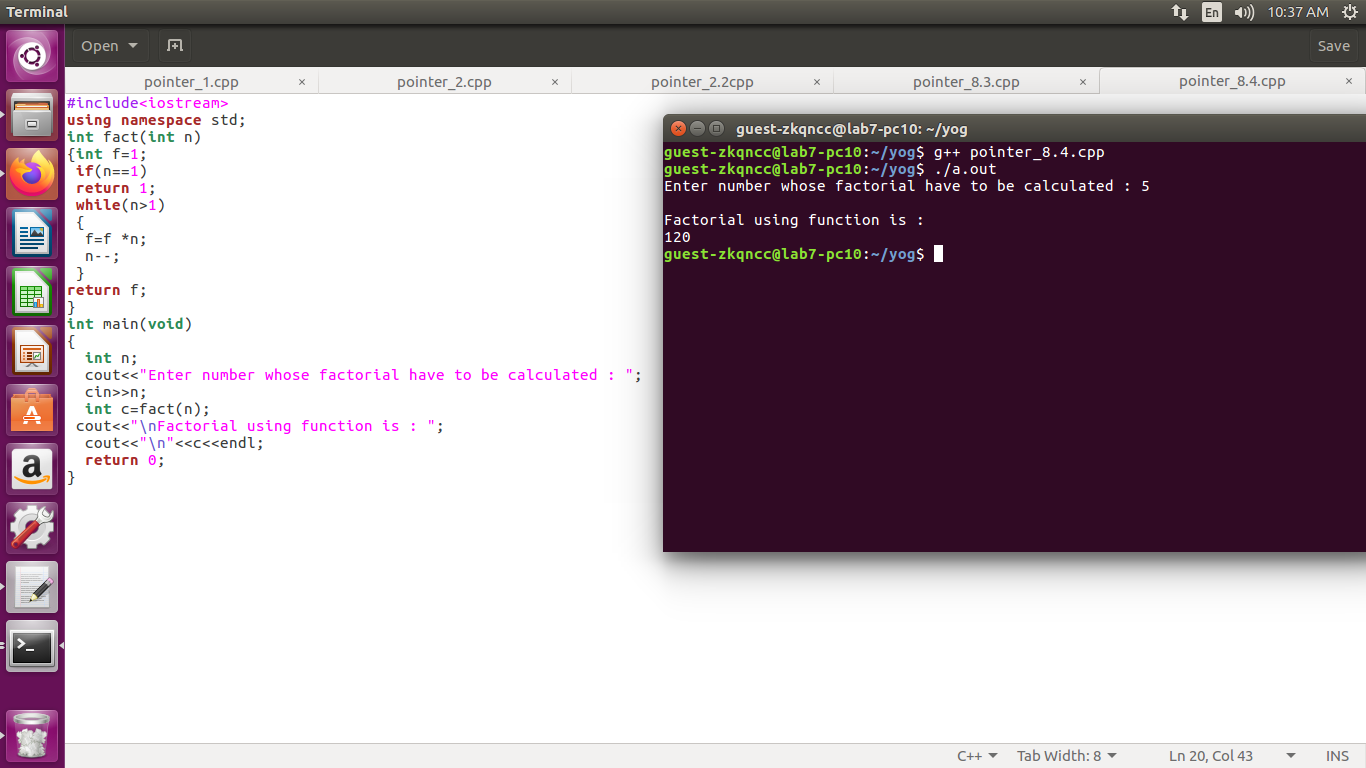 Terminal
En
10:37 AM
Open
Save
pointer_1.cpp × pointer_2.cpp × pointer_2.2cpp × pointer_8.3.cpp × pointer_8.4.cpp ×
#include<iostream>
using namespace std;
int fact(int n)
{int f=1;
 if(n==1)
 return 1;
 while(n>1)
 {
  f=f *n;
  n--;
 }
return f;
}
int main(void)
{
  int n;
  cout<<"Enter number whose factorial have to be calculated : ";
  cin>>n;
  int c=fact(n);
 cout<<"\nFactorial using function is : ";
  cout<<"\n"<<c<<endl;
  return 0;
}
guest-zkqncc@lab7-pc10: ~/yog
guest-zkqncc@lab7-pc10:~/yog$ g++ pointer_8.4.cpp
guest-zkqncc@lab7-pc10:~/yog$ ./a.out
Enter number whose factorial have to be calculated : 5
Factorial using function is :
120
guest-zkqncc@lab7-pc10:~/yog$
C++ Tab Width: 8 Ln 20, Col 43 INS